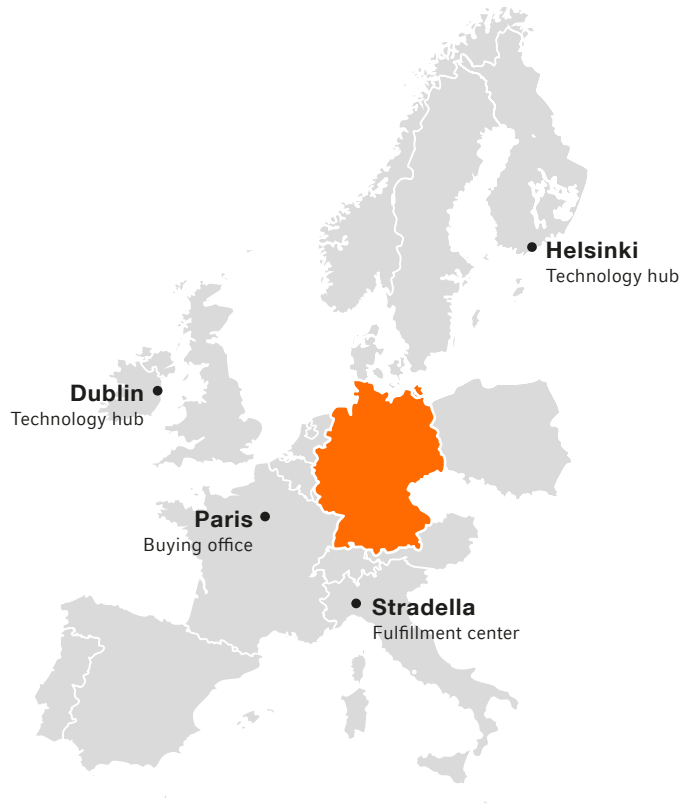 Helsinki
Technology hub
Dublin
Technology hub
Paris
Buying office
Stradella
Fulfillment center